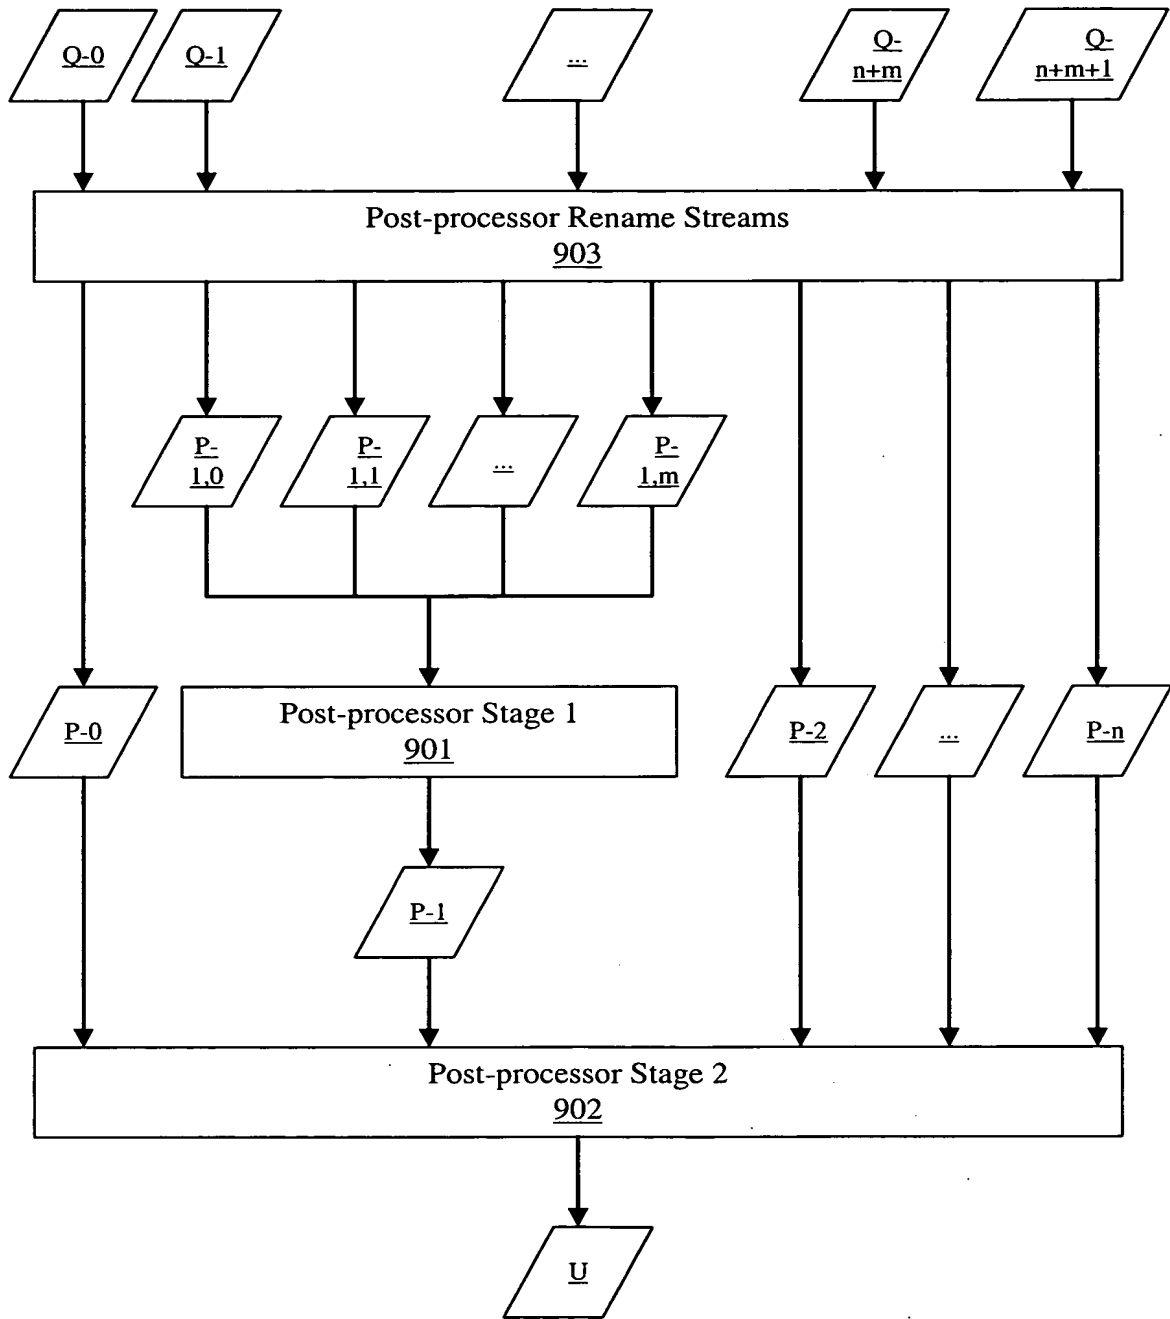 Q-0
Q-1
...
Q-
n+m
Q-
n+m+1
Post-processor Rename Streams
903
P-
1,0
P-
1,1
...
P-
1,m
P-0
Post-processor Stage 1
901
P-2
...
P-n
P-1
Post-processor Stage 2
902
U